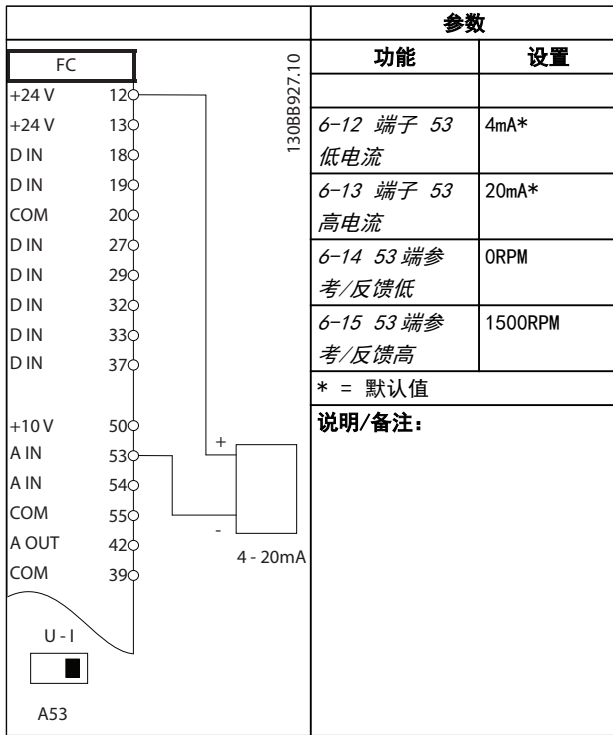 FC
130BB927.10
+24 V 12
+24 V 13
D IN 18
D IN 19
COM 20
D IN 27
D IN 29
D IN 32
D IN 33
D IN 37
+10 V 50
A IN 53
A IN 54
COM 55
A OUT 42
COM 39
+
-
4 - 20mA
U - I
A53
参数
功能 设置
6-12 端子 53 低电流 4mA*
6-13 端子 53 高电流 20mA*
6-14 53 端参考/反馈低 0RPM
6-15 53 端参考/反馈高 1500RPM
* = 默认值
说明/备注：